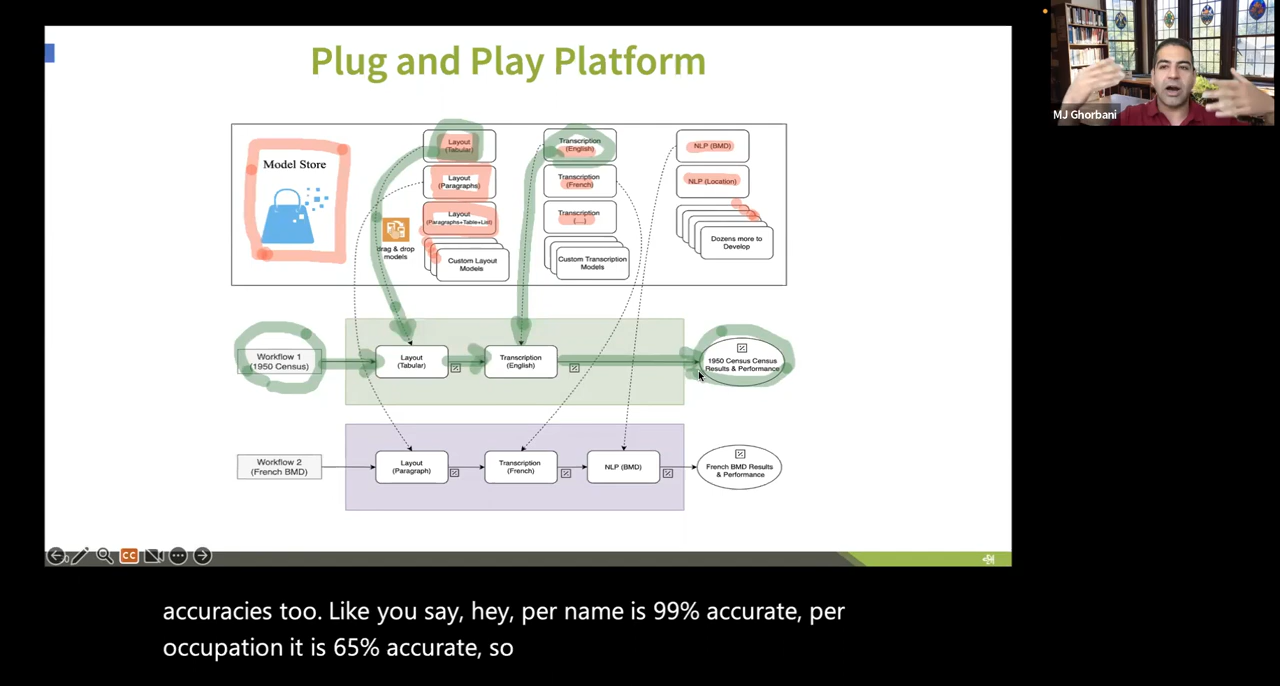 Plug and Play Platform
MJ Ghorbani
Model Store
Layout
(Tabular)
Layout
(Paragraphs)
Layout
(Paragraphs+Table+List)
Custom Layout
Models
drag & drop
models
Transcription
(English)
Transcription
(French)
Transcription
(....)
Custom Transcription
Models
NLP (BMD)
NLP (Location)
Dozens more to
Develop
Workflow 1
(1950 Census)
Layout
(Tabular)
Transcription
(English)
1950 Census Census
Results & Performance
Workflow 2
(French BMD)
Layout
(Paragraph)
Transcription
(French)
NLP (BMD)
French BMD Results
& Performance
CC
accuracies too. Like you say, hey, per name is 99% accurate, per
occupation it is 65% accurate, so